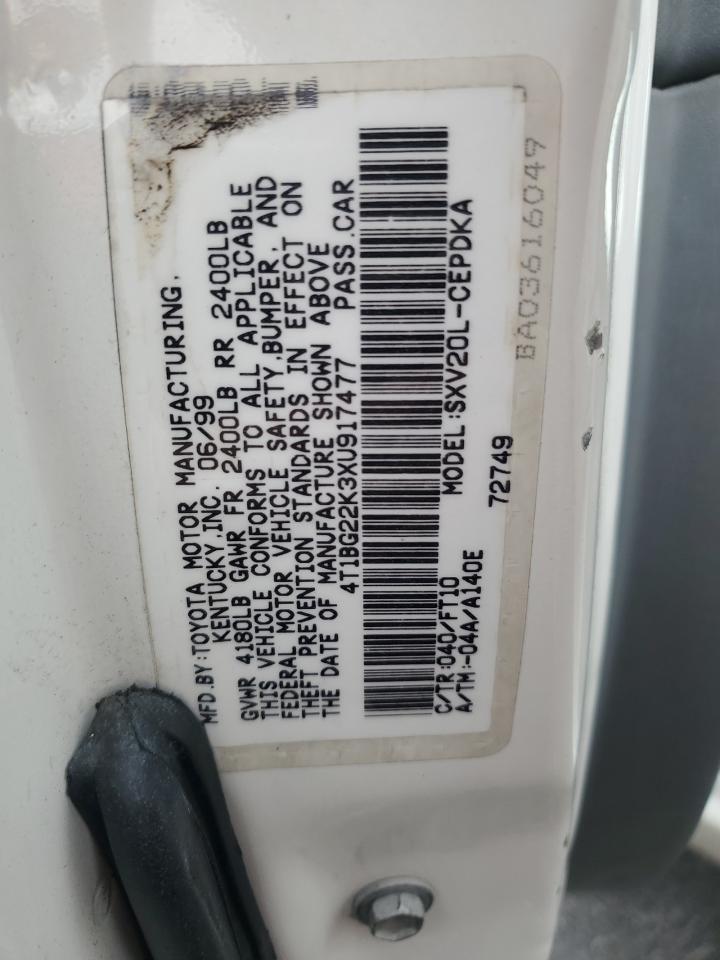 MFD.BY:TOYOTA MOTOR MANUFACTURING,
KENTUCKY,INC. 06/99
GVWR 4180LB GAWR FR 2400LB RR 2400LB
THIS VEHICLE CONFORMS TO ALL APPLICABLE
FEDERAL MOTOR VEHICLE SAFETY,BUMPER, AND
THEFT PREVENTION STANDARDS IN EFFECT ON
THE DATE OF MANUFACTURE SHOWN ABOVE
4T1BG22K3XU917477 PASS.CAR
C/TR:040/FT10 MODEL:SXV20L-CEPDKA
A/TM:-04A/A140E 72749
BA03616049